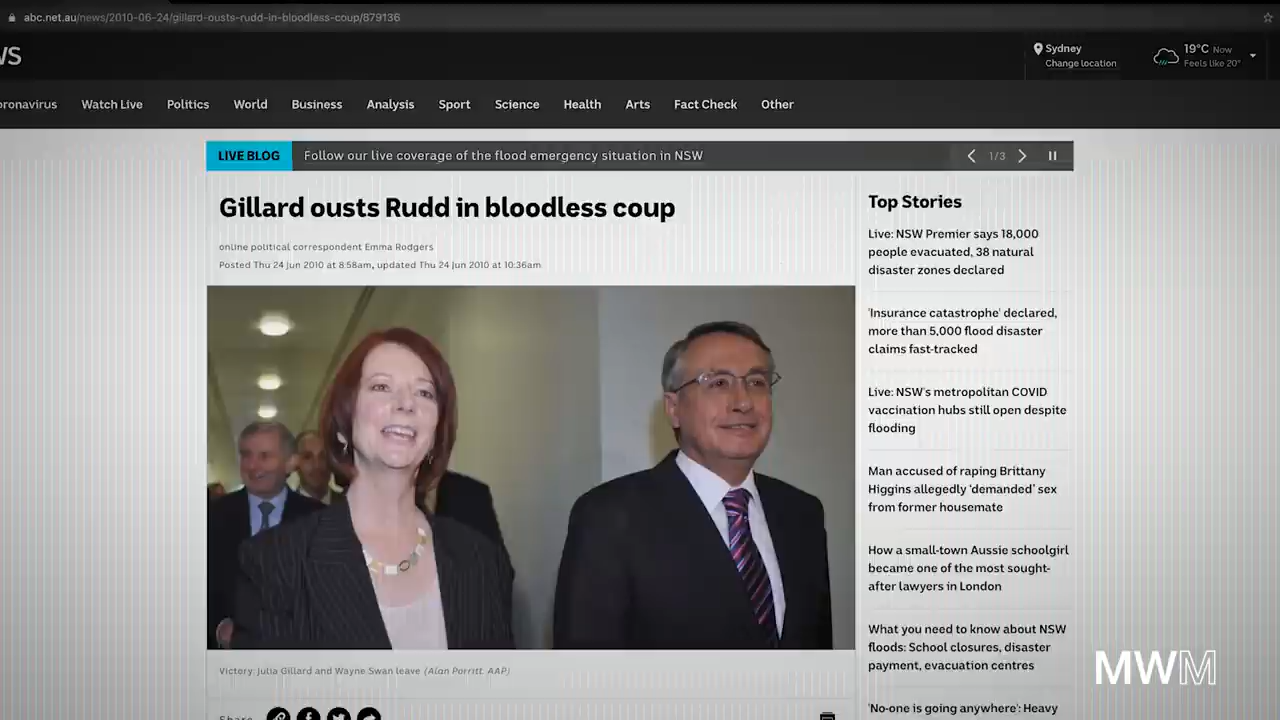 abc.net.au/news/2010-06-24/gillard-ousts-rudd-in-bloodless-coup/879136
WS
Sydney
Change location
19°C Now
Feels like 20°
oronavirus Watch Live Politics World Business Analysis Sport Science Health Arts Fact Check Other
LIVE BLOG Follow our live coverage of the flood emergency situation in NSW 1/3
Gillard ousts Rudd in bloodless coup
online political correspondent Emma Rodgers
Posted Thu 24 Jun 2010 at 8:58am, updated Thu 24 Jun 2010 at 10:36am
Victory: Julia Gillard and Wayne Swan leave (Alan Porritt, AAP)
Share
Top Stories
Live: NSW Premier says 18,000
people evacuated, 38 natural
disaster zones declared
'Insurance catastrophe' declared,
more than 5,000 flood disaster
claims fast-tracked
Live: NSW's metropolitan COVID
vaccination hubs still open despite
flooding
Man accused of raping Brittany
Higgins allegedly 'demanded' sex
from former housemate
How a small-town Aussie schoolgirl
became one of the most sought-
after lawyers in London
What you need to know about NSW
floods: School closures, disaster
payment, evacuation centres
'No-one is going anywhere': Heavy
MWM